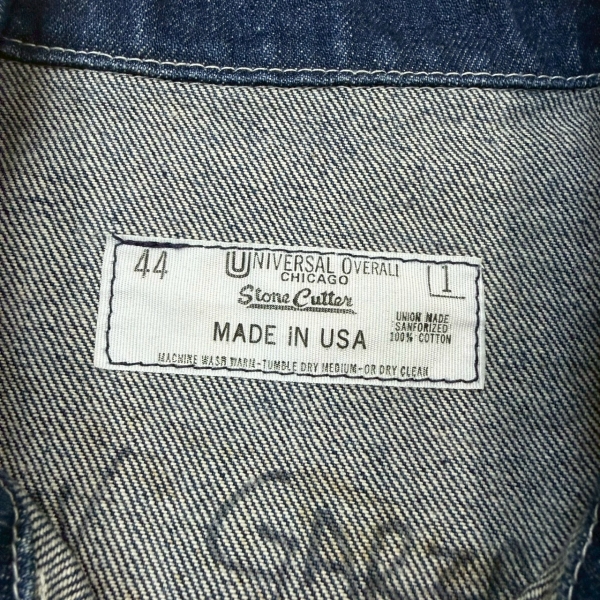 44 UNIVERSAL OVERALL 1
CHICAGO
Stone Cutter
UNION MADE
SANFORIZED
100% COTTON
MADE IN USA
MACHINE WASH WARM-TUMBLE DRY MEDIUM-OR DRY CLEAN